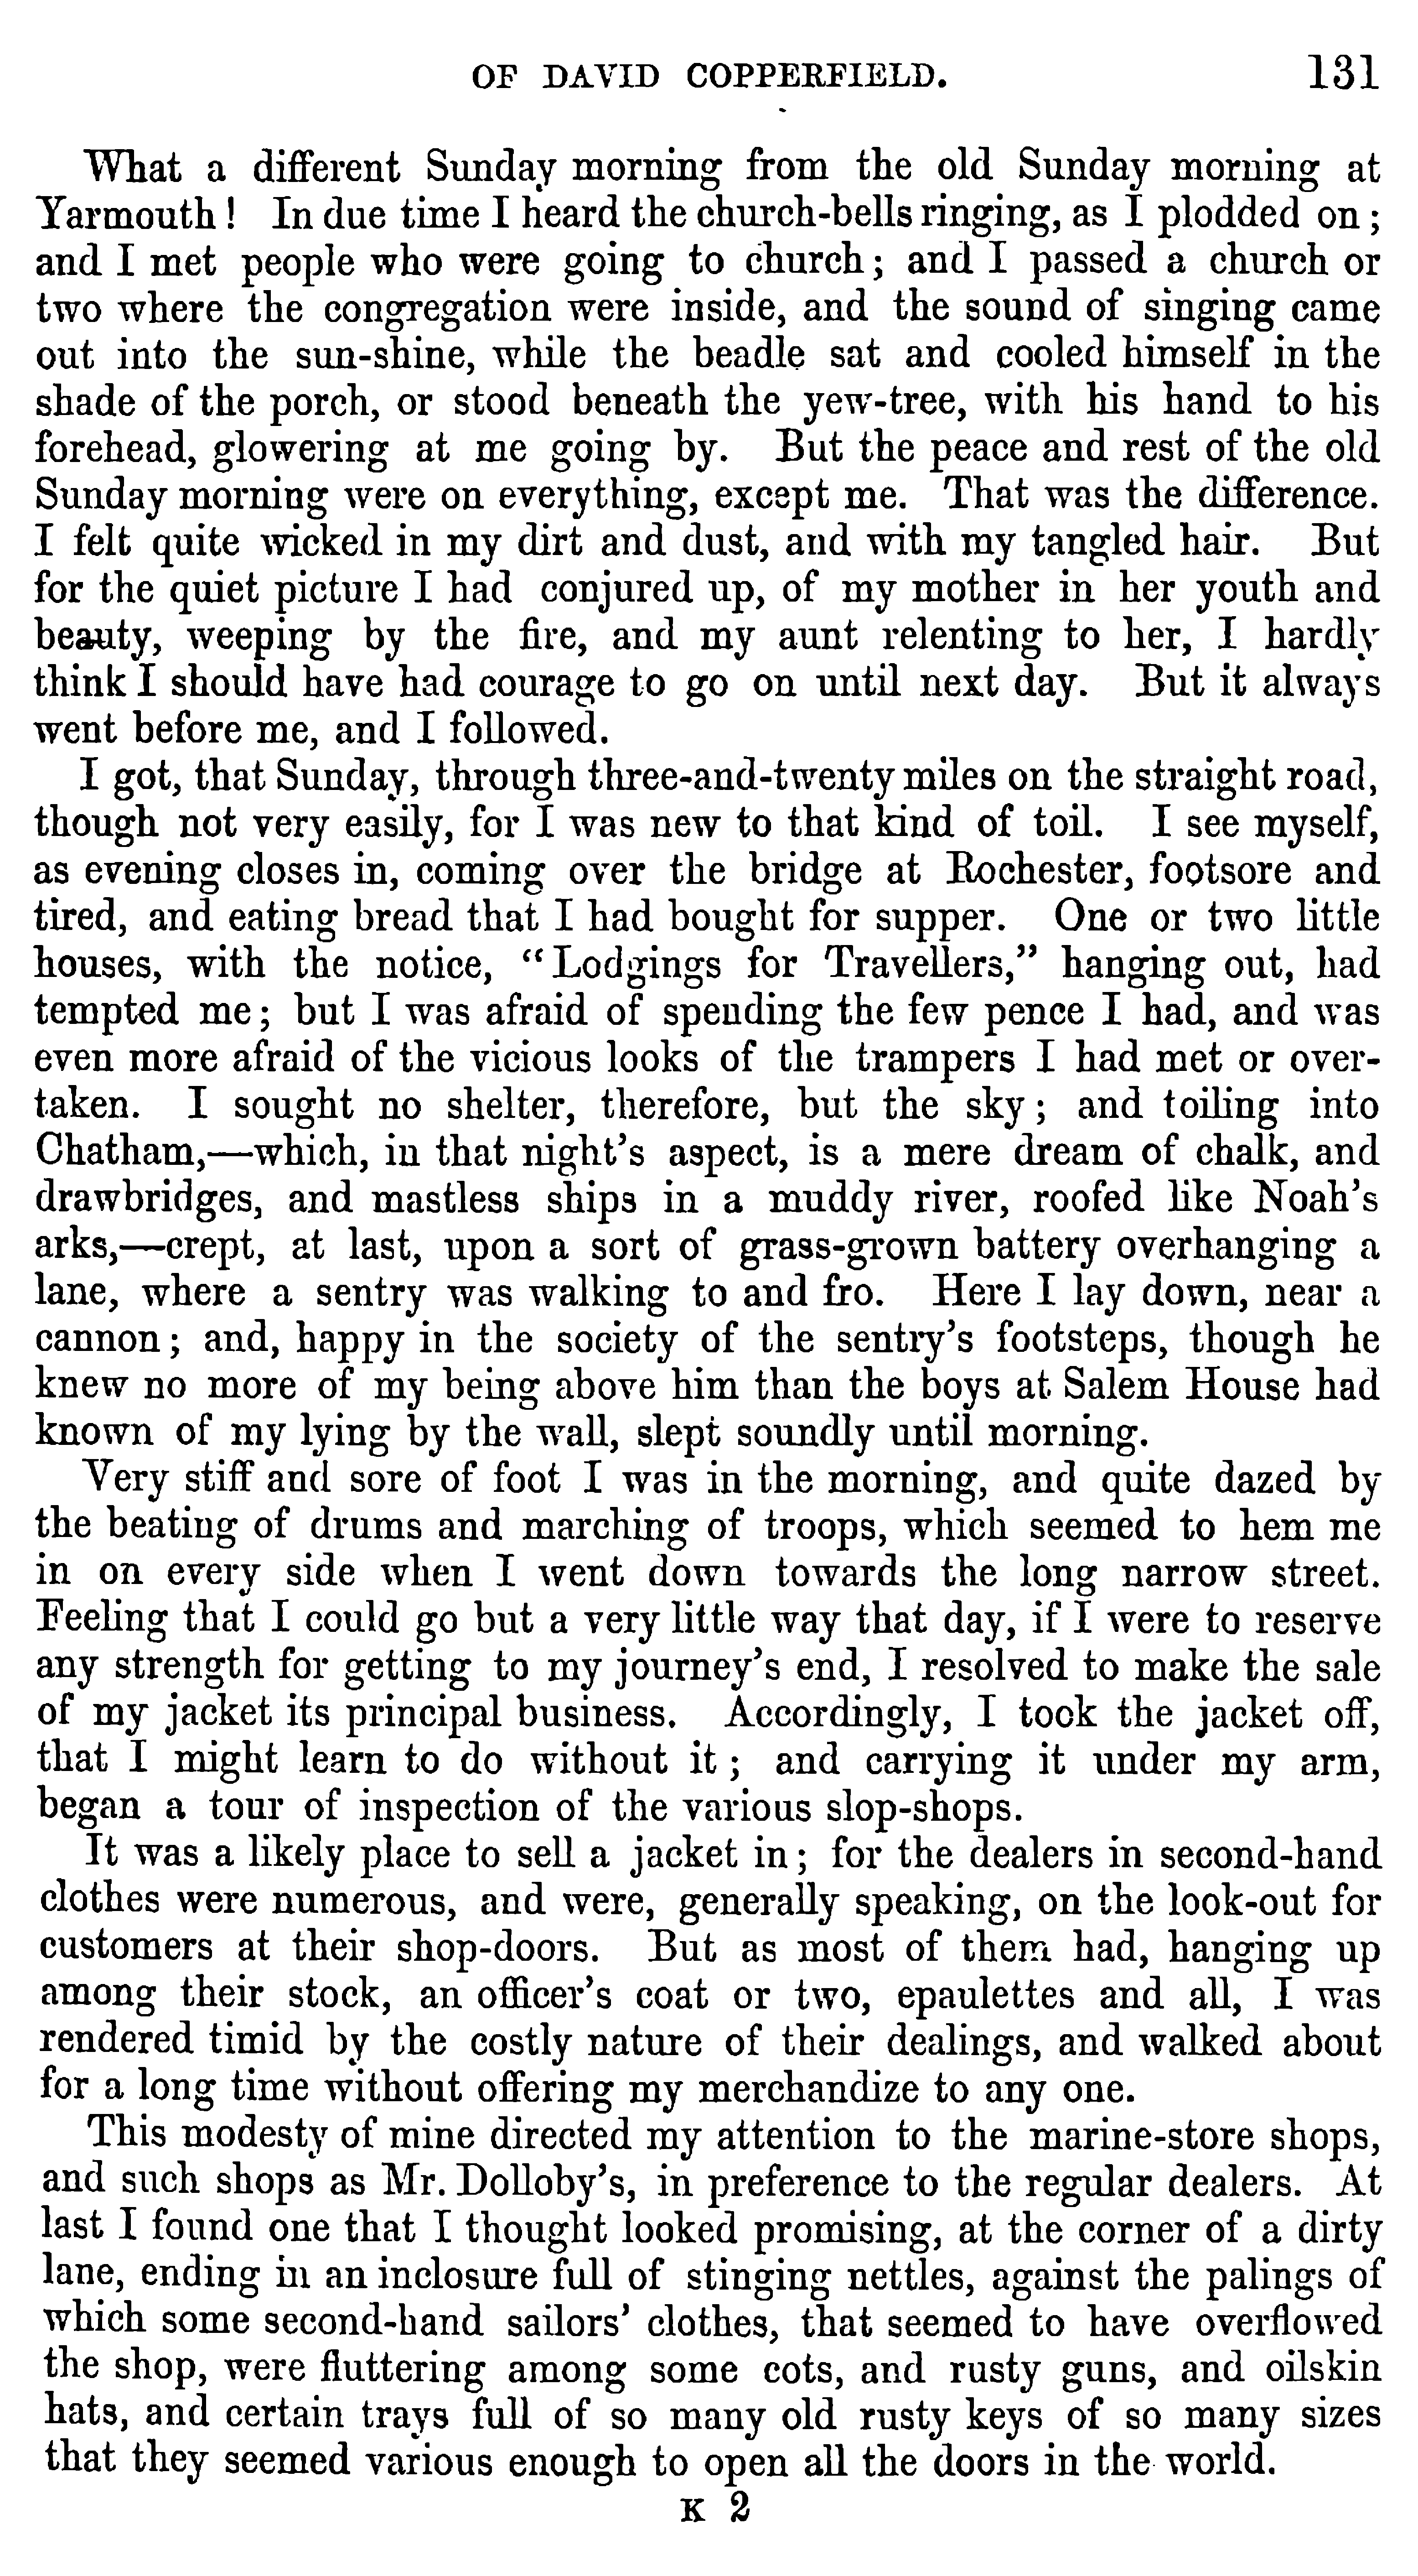 OF DAVID COPPERFIELD. 131
What a different Sunday morning from the old Sunday morning at
Yarmouth! In due time I heard the church-bells ringing, as I plodded on;
and I met people who were going to church; and I passed a church or
two where the congregation were inside, and the sound of singing came
out into the sun-shine, while the beadle sat and cooled himself in the
shade of the porch, or stood beneath the yew-tree, with his hand to his
forehead, glowering at me going by. But the peace and rest of the old
Sunday morning were on everything, except me. That was the difference.
I felt quite wicked in my dirt and dust, and with my tangled hair. But
for the quiet picture I had conjured up, of my mother in her youth and
beauty, weeping by the fire, and my aunt relenting to her, I hardly
think I should have had courage to go on until next day. But it always
went before me, and I followed.
I got, that Sunday, through three-and-twenty miles on the straight road,
though not very easily, for I was new to that kind of toil. I see myself,
as evening closes in, coming over the bridge at Rochester, footsore and
tired, and eating bread that I had bought for supper. One or two little
houses, with the notice, “Lodgings for Travellers,” hanging out, had
tempted me; but I was afraid of spending the few pence I had, and was
even more afraid of the vicious looks of the trampers I had met or over-
taken. I sought no shelter, therefore, but the sky; and toiling into
Chatham,—which, in that night’s aspect, is a mere dream of chalk, and
drawbridges, and mastless ships in a muddy river, roofed like Noah’s
arks,—crept, at last, upon a sort of grass-grown battery overhanging a
lane, where a sentry was walking to and fro. Here I lay down, near a
cannon; and, happy in the society of the sentry’s footsteps, though he
knew no more of my being above him than the boys at Salem House had
known of my lying by the wall, slept soundly until morning.
Very stiff and sore of foot I was in the morning, and quite dazed by
the beating of drums and marching of troops, which seemed to hem me
in on every side when I went down towards the long narrow street.
Feeling that I could go but a very little way that day, if I were to reserve
any strength for getting to my journey’s end, I resolved to make the sale
of my jacket its principal business. Accordingly, I took the jacket off,
that I might learn to do without it; and carrying it under my arm,
began a tour of inspection of the various slop-shops.
It was a likely place to sell a jacket in; for the dealers in second-hand
clothes were numerous, and were, generally speaking, on the look-out for
customers at their shop-doors. But as most of them had, hanging up
among their stock, an officer’s coat or two, epaulettes and all, I was
rendered timid by the costly nature of their dealings, and walked about
for a long time without offering my merchandize to any one.
This modesty of mine directed my attention to the marine-store shops,
and such shops as Mr. Dolloby’s, in preference to the regular dealers. At
last I found one that I thought looked promising, at the corner of a dirty
lane, ending in an inclosure full of stinging nettles, against the palings of
which some second-hand sailors’ clothes, that seemed to have overflowed
the shop, were fluttering among some cots, and rusty guns, and oilskin
hats, and certain trays full of so many old rusty keys of so many sizes
that they seemed various enough to open all the doors in the world.
K 2